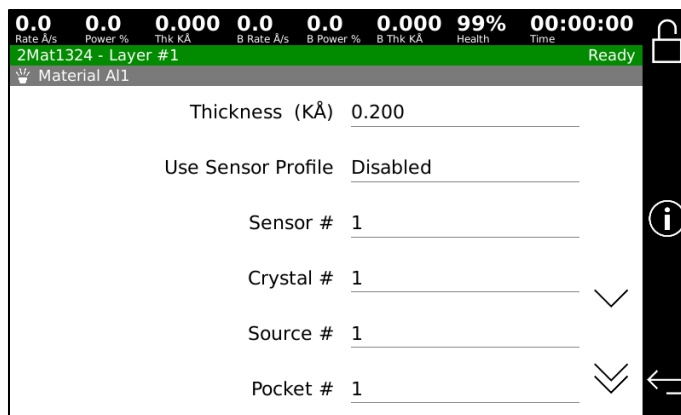 0.0 0.0 0.000 0.0 0.0 0.000 99% 00:00:00
Rate Å/s Power % Thk KÅ B Rate Å/s B Power % B Thk KÅ Health Time
2Mat1324 - Layer #1 Ready
Material Al1
Thickness (KÅ) 0.200
Use Sensor Profile Disabled
Sensor # 1
Crystal # 1
Source # 1
Pocket # 1